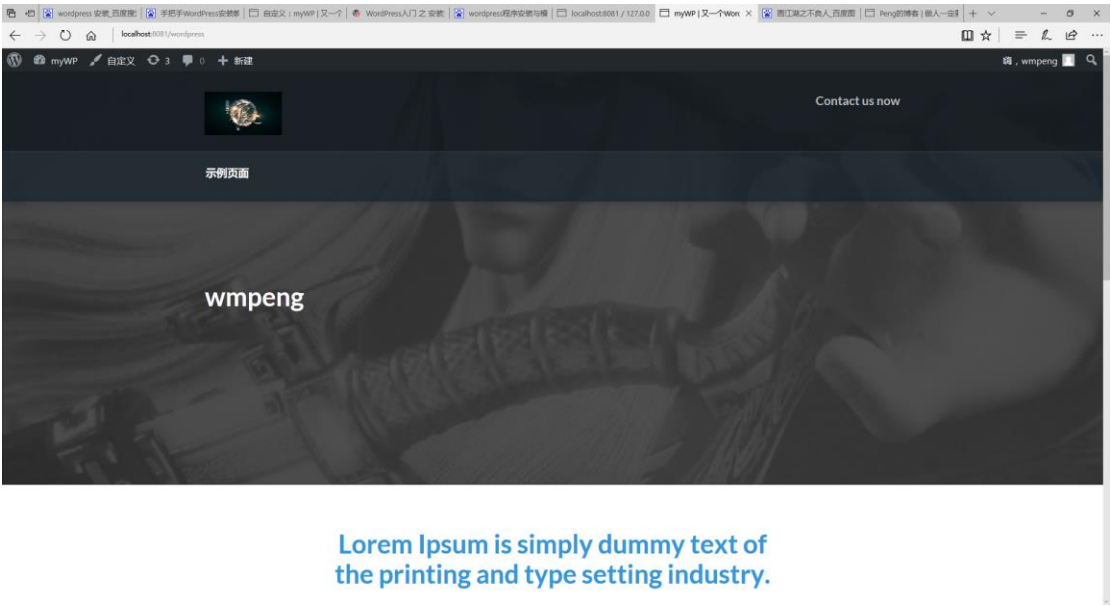 wordpress 安装_百度搜
手把手WordPress安装部
自定义：myWP | 又一个
WordPress入门 之 安装
wordpress程序安装与模
localhost:8081 / 127.0.0
myWP | 又一个Wor
画江湖之不良人_百度图
Peng的博客 | 做人一定要
localhost:8081/wordpress
myWP 自定义 3 0 新建 嗨，wmpeng
Contact us now
示例页面
wmpeng
Lorem Ipsum is simply dummy text of
the printing and type setting industry.